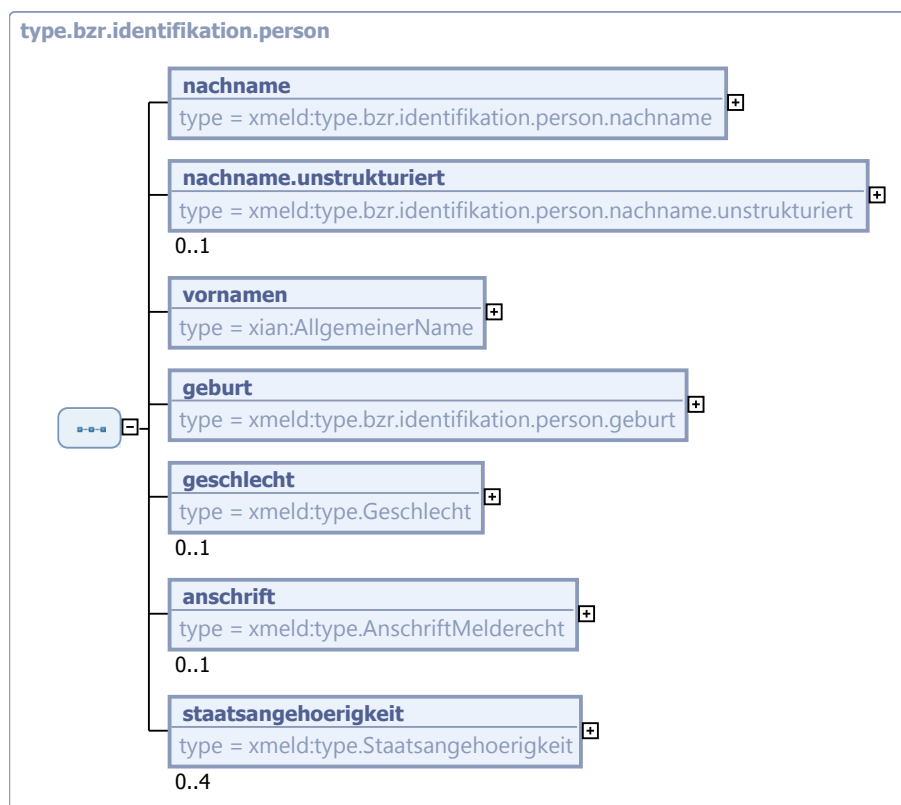 type.bzr.identifikation.person
nachname
type = xmeld:type.bzr.identifikation.person.nachname
nachname.unstrukturiert
type = xmeld:type.bzr.identifikation.person.nachname.unstrukturiert
0..1
vornamen
type = xian:AllgemeinerName
geburt
type = xmeld:type.bzr.identifikation.person.geburt
geschlecht
type = xmeld:type.Geschlecht
0..1
anschrift
type = xmeld:type.AnschriftMelderecht
0..1
staatsangehoerigkeit
type = xmeld:type.Staatsangehoerigkeit
0..4